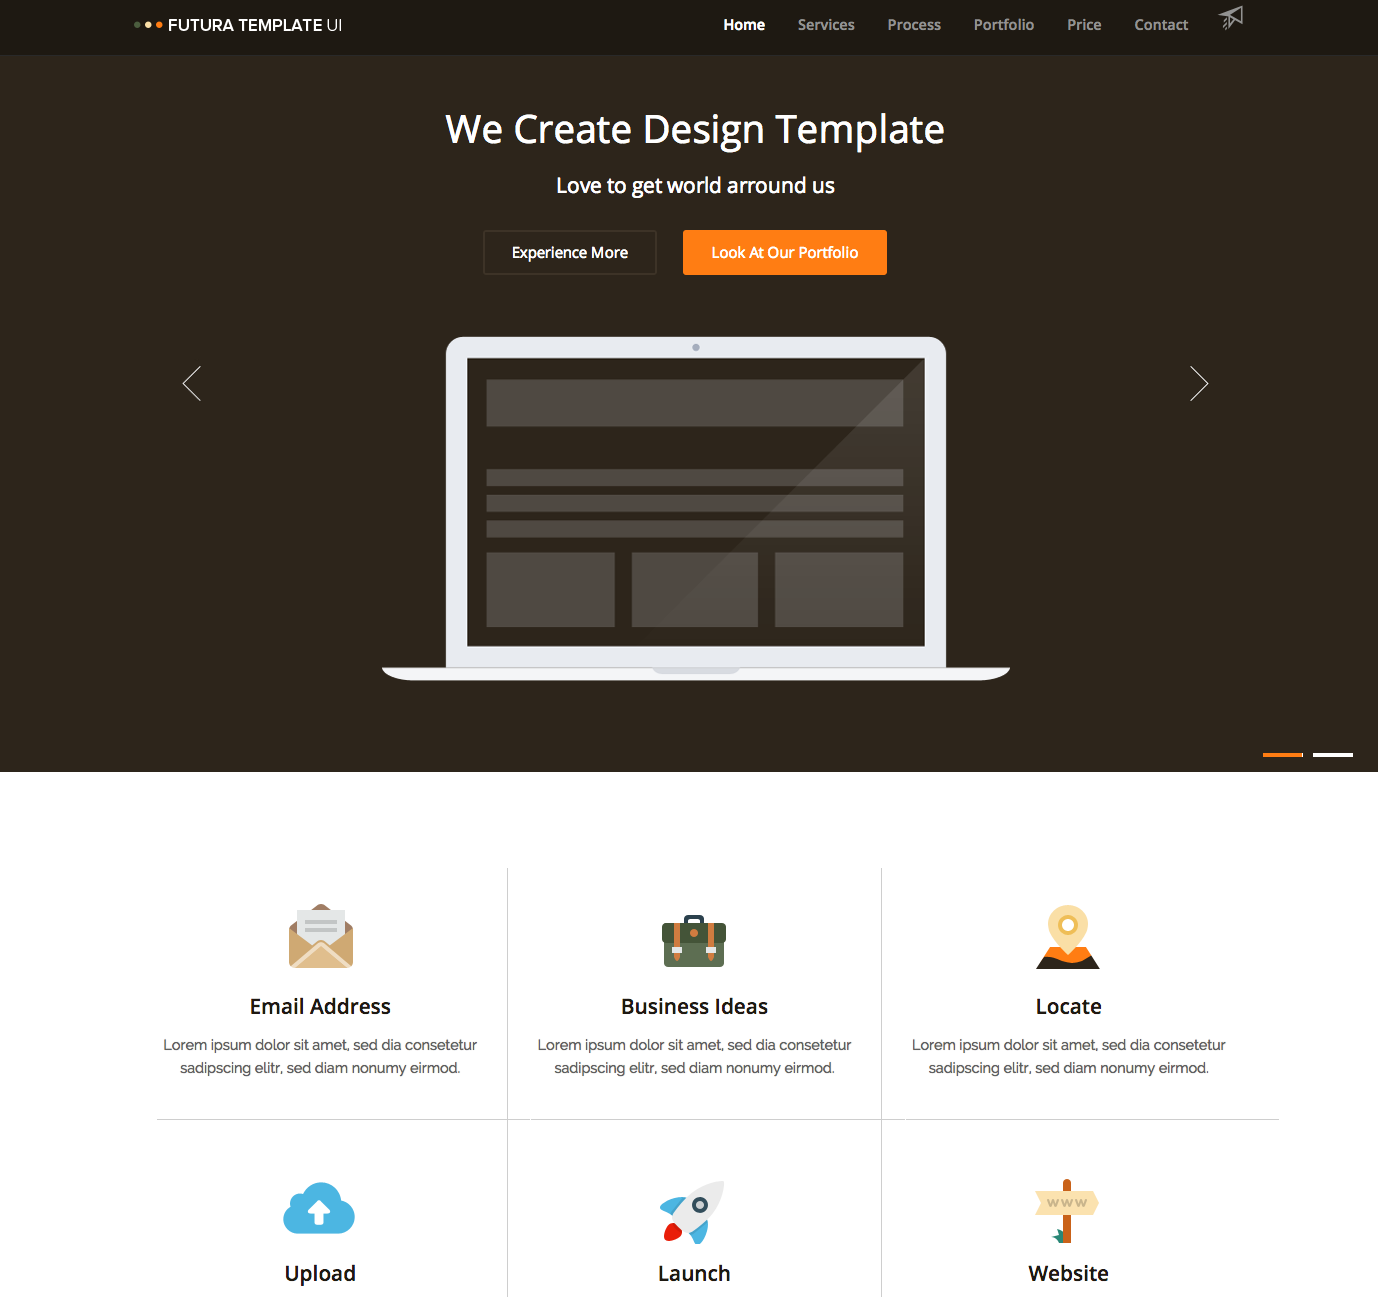 FUTURA TEMPLATE UI
Home Services Process Portfolio Price Contact
We Create Design Template
Love to get world arround us
Experience More Look At Our Portfolio
Email Address
Lorem ipsum dolor sit amet, sed dia consetetur
sadipscing elitr, sed diam nonumy eirmod.
Business Ideas
Lorem ipsum dolor sit amet, sed dia consetetur
sadipscing elitr, sed diam nonumy eirmod.
Locate
Lorem ipsum dolor sit amet, sed dia consetetur
sadipscing elitr, sed diam nonumy eirmod.
Upload
Launch
WWW
Website